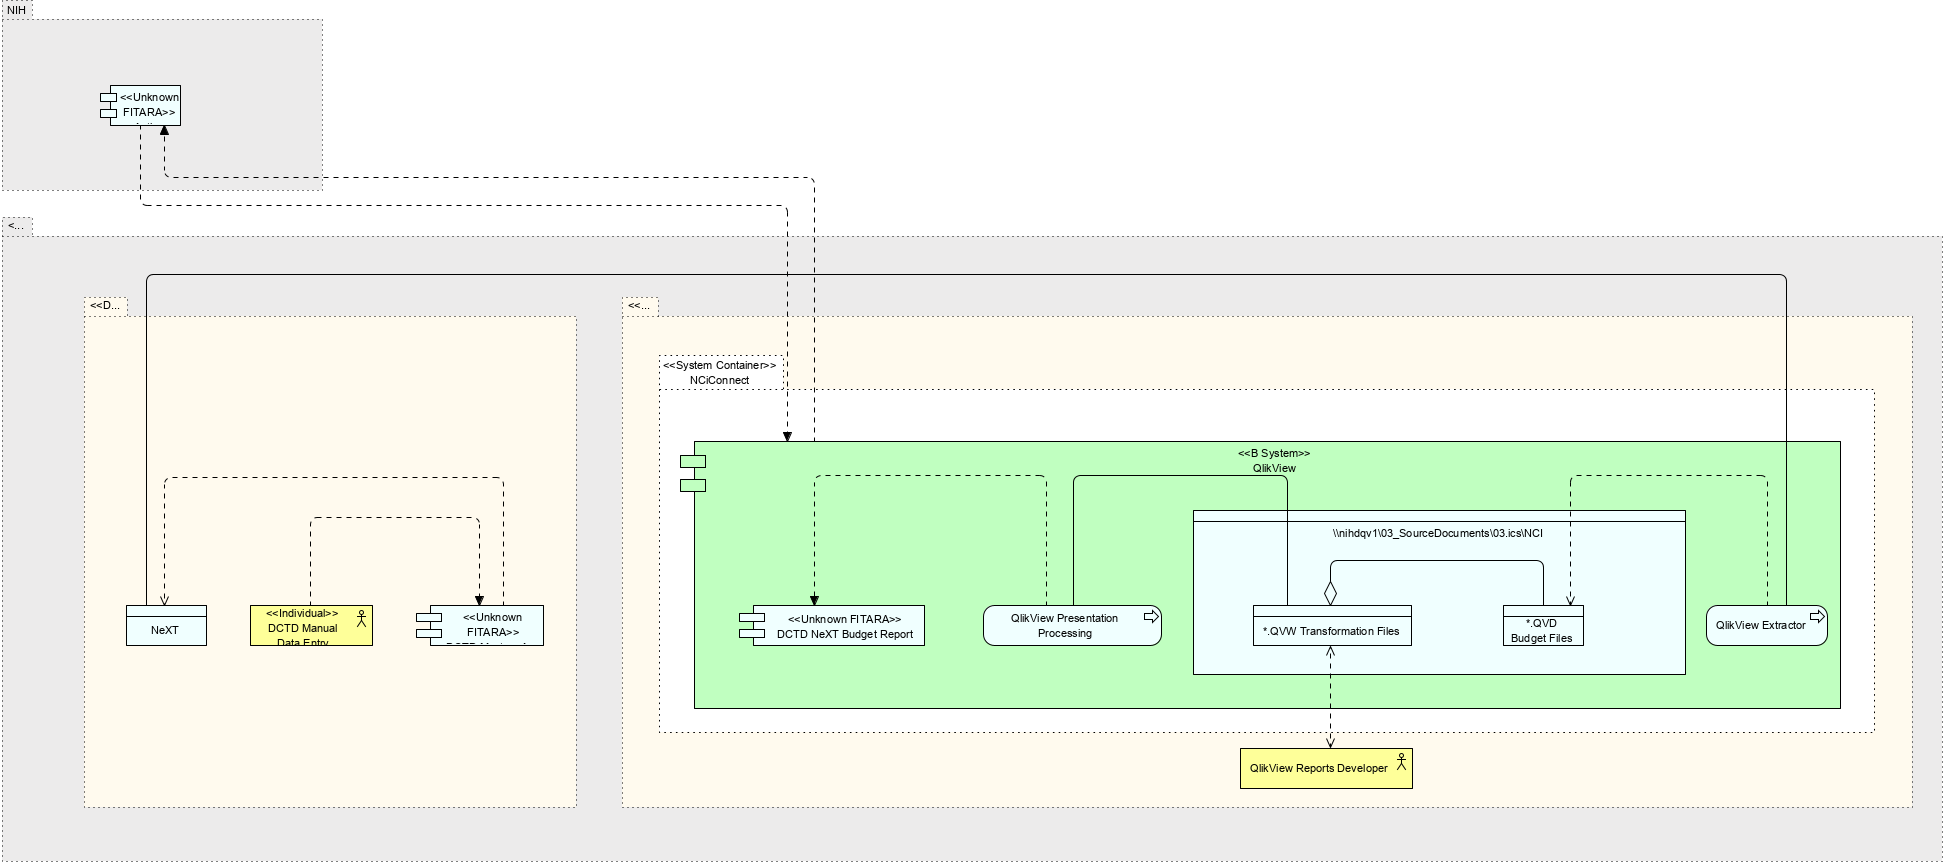 NIH
<<Unknown
FITARA>>
<...
<<D...
<<...
<<System Container>>
NCiConnect
<<B System>>
QlikView
\\nihdqv1\03_SourceDocuments\03.ics\NCI
NeXT
<<Individual>>
DCTD Manual
Data Entry
<<Unknown
FITARA>>
<<Unknown FITARA>>
DCTD NeXT Budget Report
QlikView Presentation
Processing
*.QVW Transformation Files
*.QVD
Budget Files
QlikView Extractor
QlikView Reports Developer